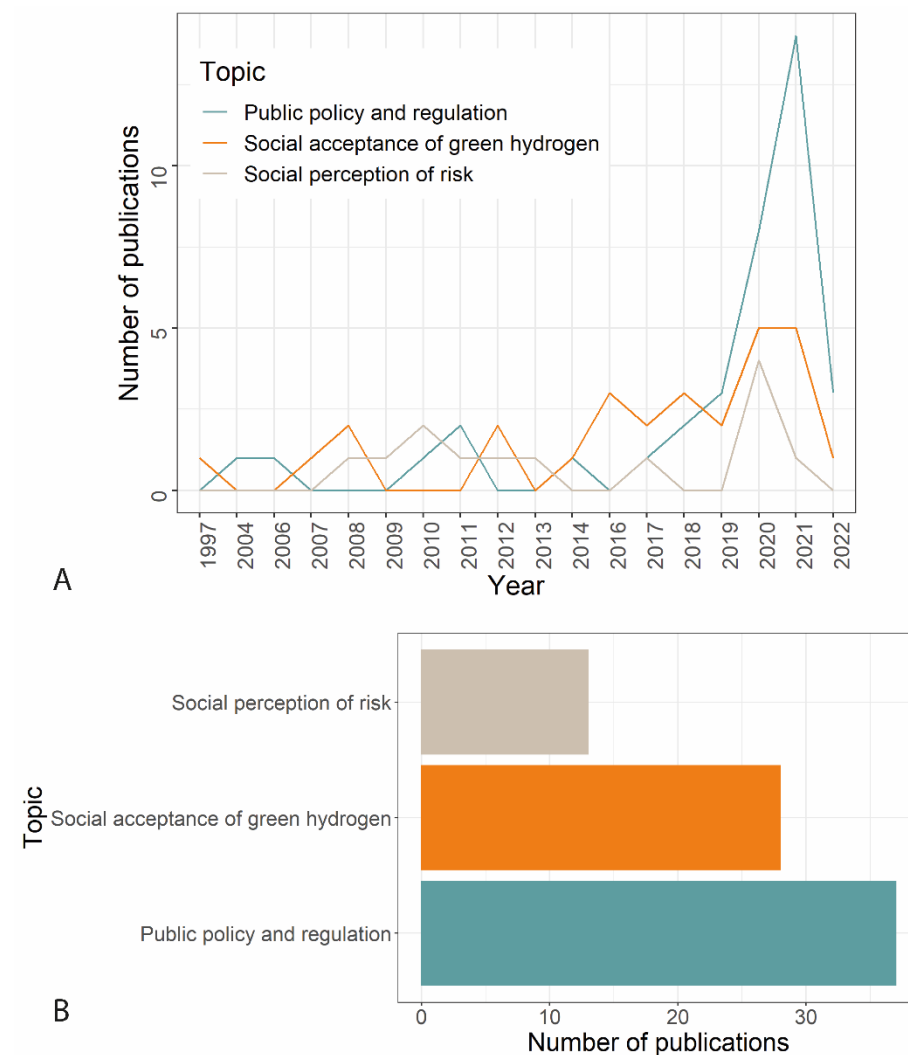 Topic
Public policy and regulation
Social acceptance of green hydrogen
Social perception of risk
Number of publications
10
5
0
1997
2004
2006
2007
2008
2009
2010
2011
2012
2013
2014
2016
2017
2018
2019
2020
2021
2022
Year
A
Topic
Social perception of risk
Social acceptance of green hydrogen
Public policy and regulation
0
10
20
30
Number of publications
B